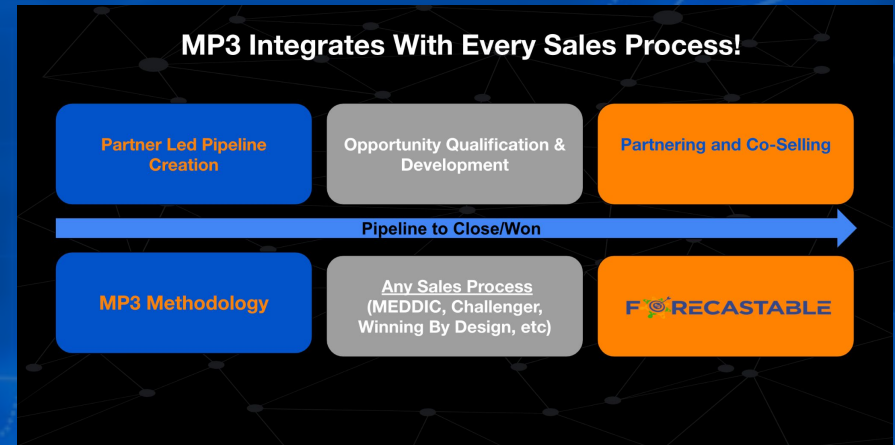 MP3 Integrates With Every Sales Process!
Partner Led Pipeline
Creation
Opportunity Qualification &
Development
Partnering and Co-Selling
Pipeline to Close/Won
MP3 Methodology
Any Sales Process
(MEDDIC, Challenger,
Winning By Design, etc)
FORECASTABLE